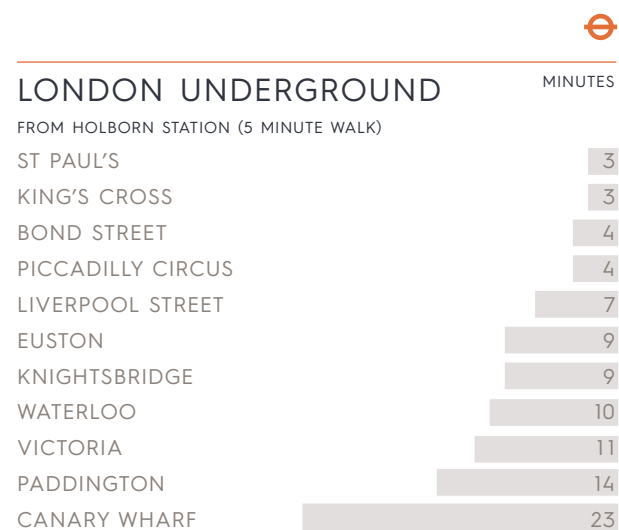 LONDON UNDERGROUND MINUTES
FROM HOLBORN STATION (5 MINUTE WALK)
ST PAUL'S 3
KING'S CROSS 3
BOND STREET 4
PICCADILLY CIRCUS 4
LIVERPOOL STREET 7
EUSTON 9
KNIGHTSBRIDGE 9
WATERLOO 10
VICTORIA 11
PADDINGTON 14
CANARY WHARF 23